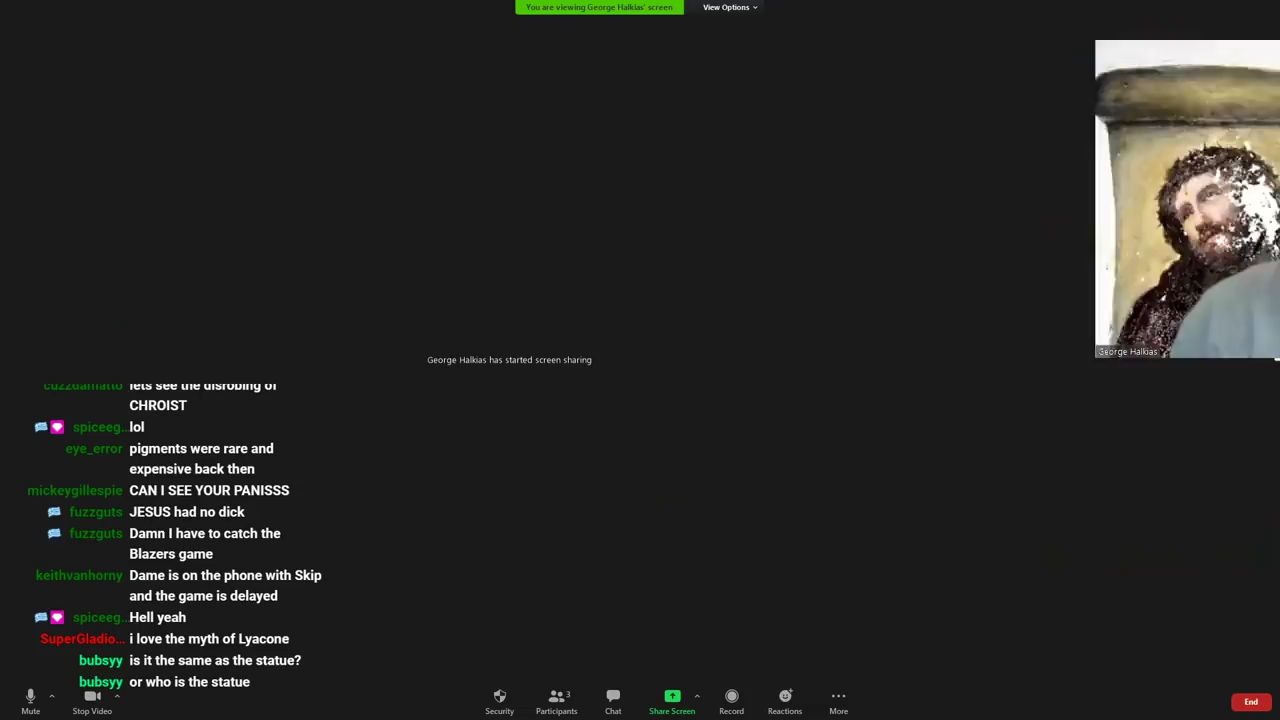 You are viewing George Halkias' screen View Options
George Halkias
George Halkias has started screen sharing
cuzzdamatto lets see the disrobing of
CHROIST
spiceeg... lol
eye_error pigments were rare and
expensive back then
mickeygillespie CAN I SEE YOUR PANISSS
fuzzguts JESUS had no dick
fuzzguts Damn I have to catch the
Blazers game
keithvanhorny Dame is on the phone with Skip
and the game is delayed
spiceeg... Hell yeah
SuperGladio... i love the myth of Lyacone
bubsyy is it the same as the statue?
bubsyy or who is the statue
Mute Stop Video Security Participants 3 Chat Share Screen Record Reactions More End